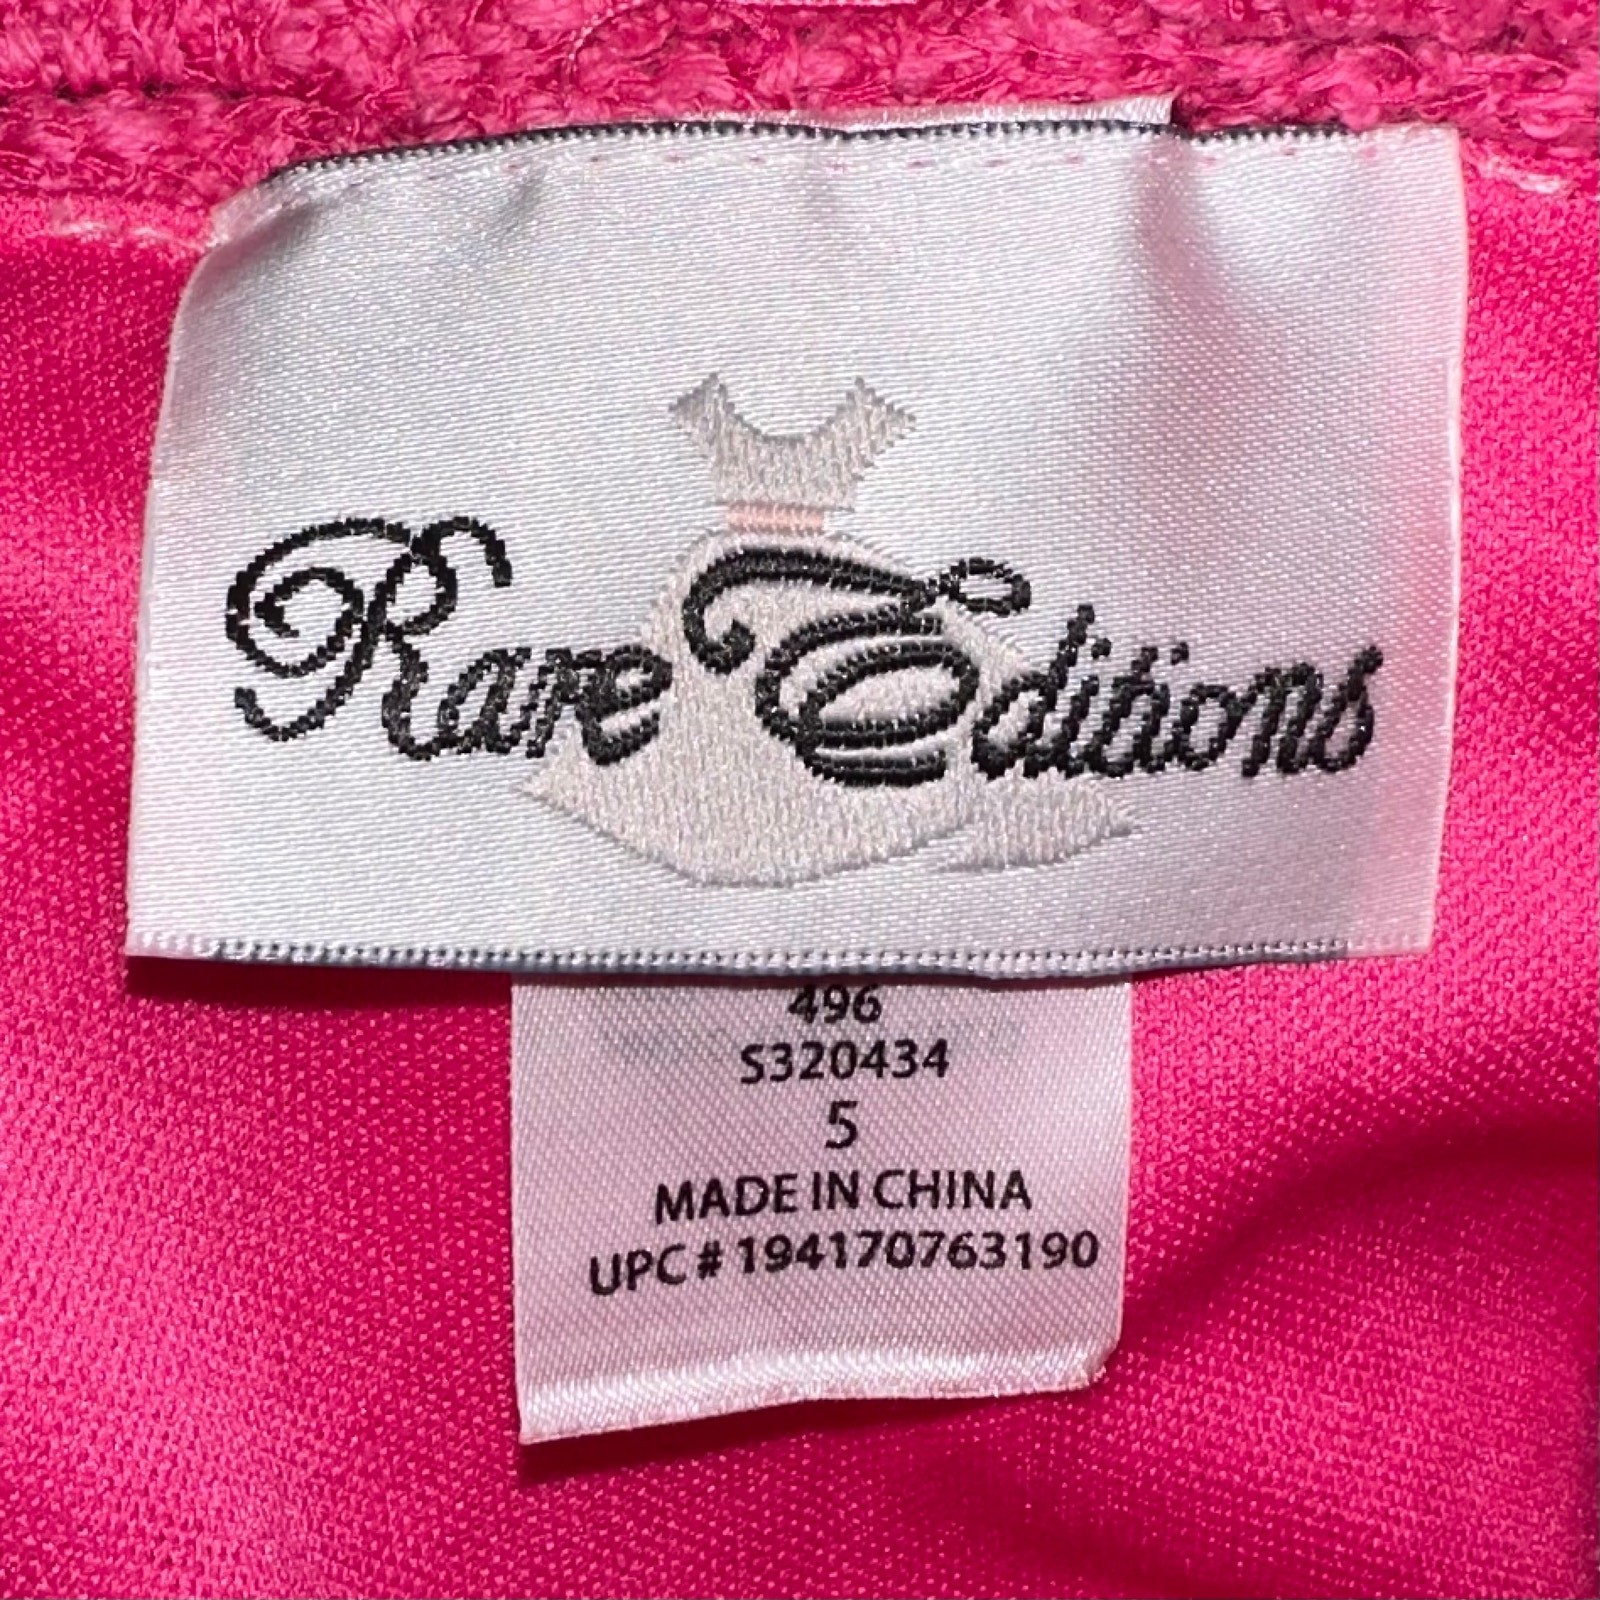 Rare Editions
496
S320434
5
MADE IN CHINA
UPC # 194170763190